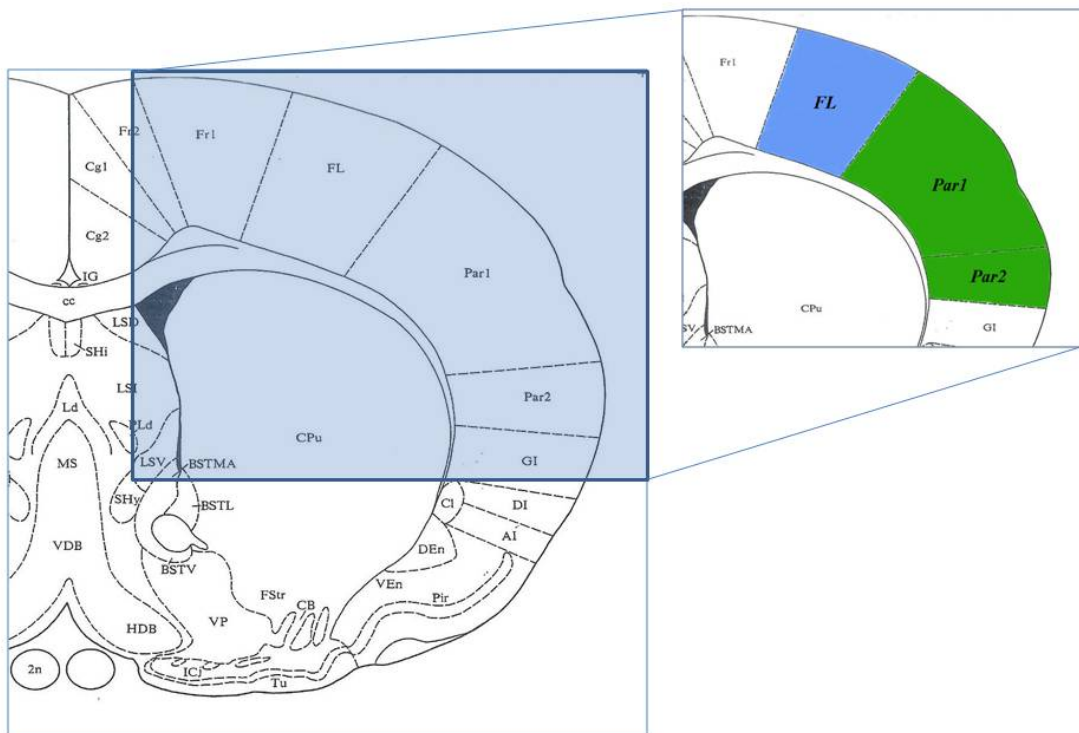 Fr2
Fr1
FL
Cg1
Cg2
Par1
IG
cc
LSD
SHi
LSI
Ld
PLd
Par2
CPu
MS
LSV
BSTMA
GI
SHy
BSTL
Cl
DI
VDB
AI
DEn
BSTV
VEn
Pir
FStr
CB
VP
HDB
ICj
Tu
2n
Fr1
FL
Par1
Par2
CPu
GI
SV
BSTMA